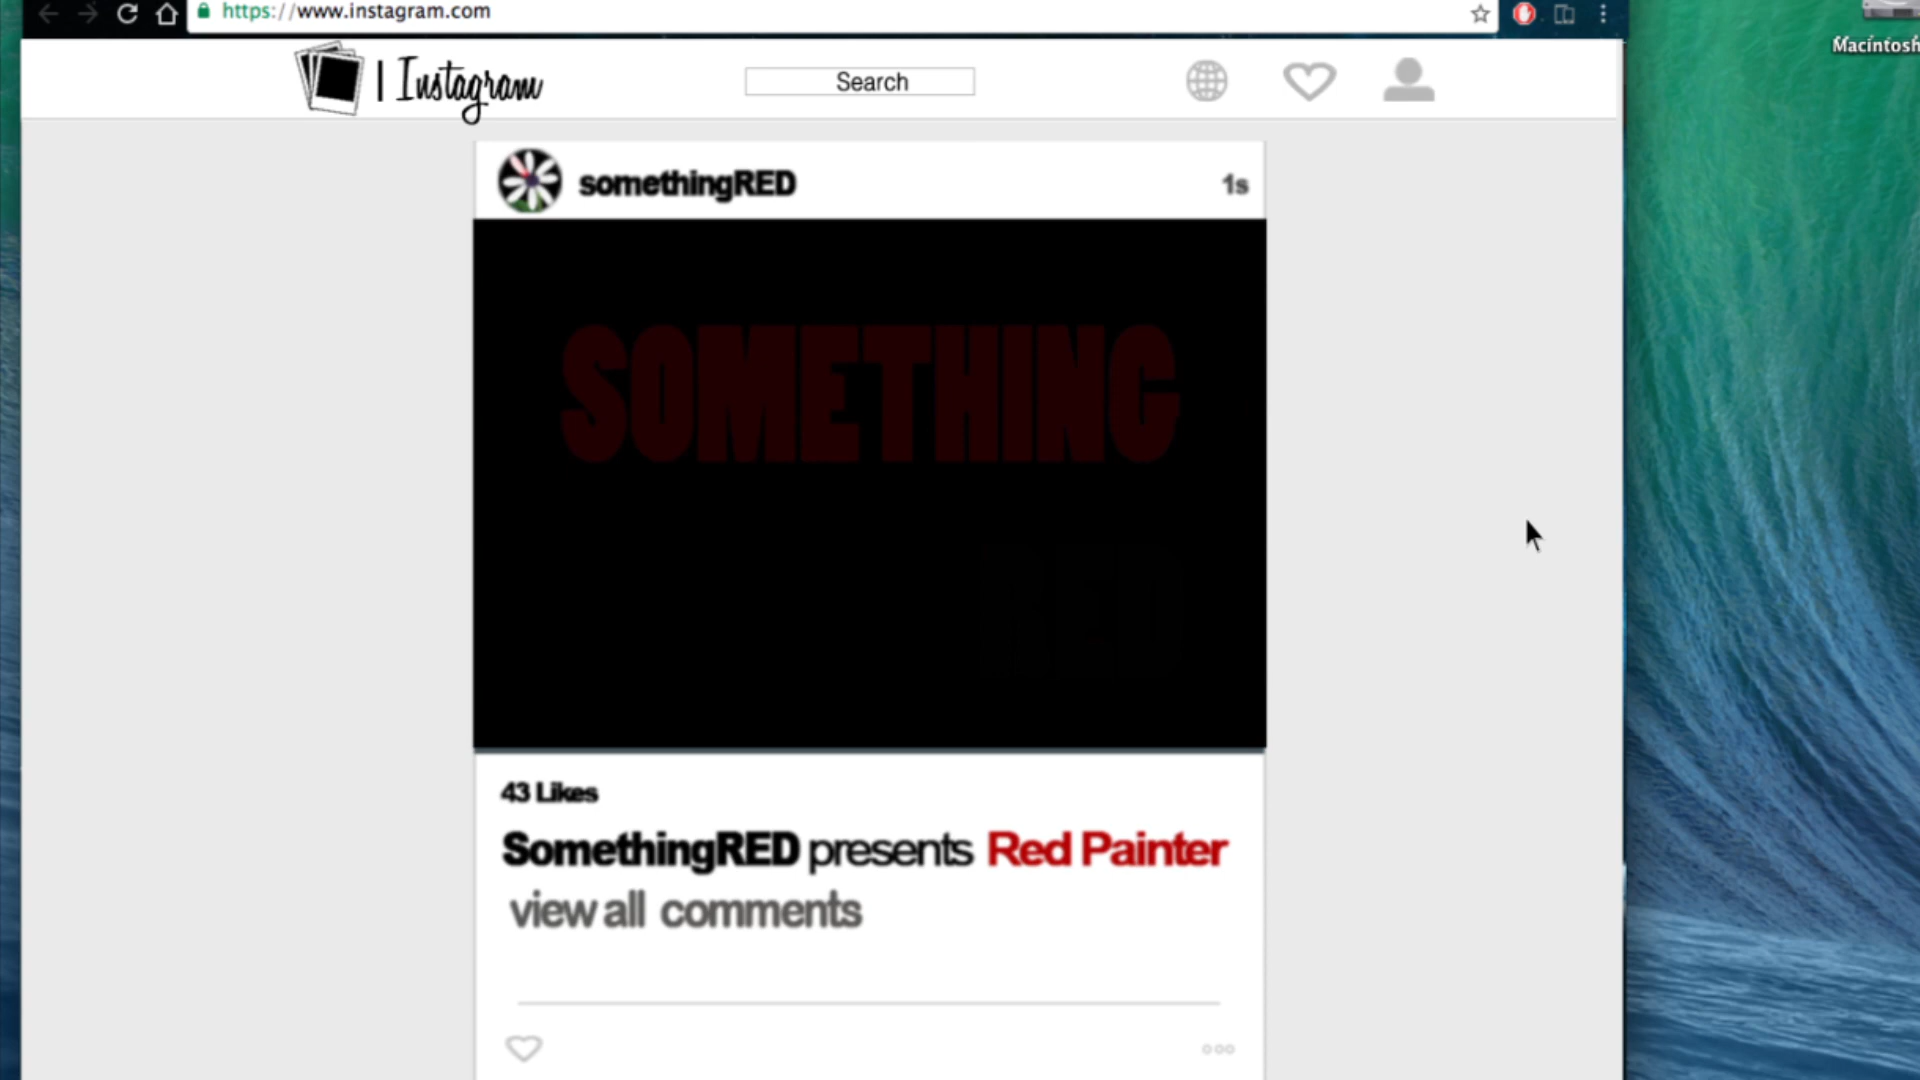 https://www.instagram.com
Macintosh
| Instagram
Search
somethingRED
1s
SOMETHING
RED
43 Likes
SomethingRED presents Red Painter
view all comments